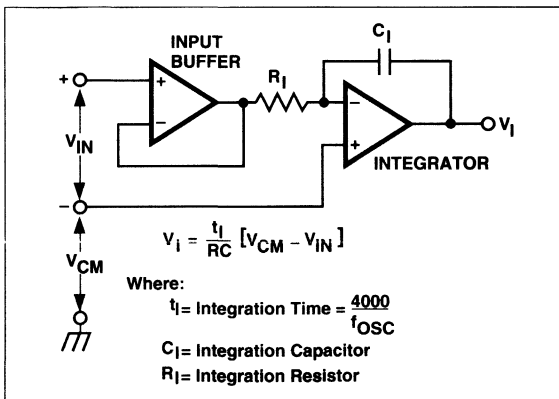 INPUT
BUFFER
C_I
R_I
+
+
−
−
+
V_IN
V_I
INTEGRATOR
−
V_CM
V_i = t_I/RC [V_CM − V_IN]
Where:
t_I = Integration Time = 4000/f_OSC
C_I = Integration Capacitor
R_I = Integration Resistor